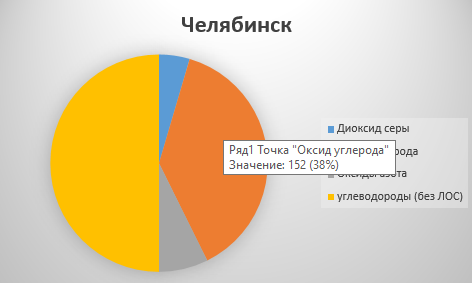 Челябинск
Диоксид серы
Ряд1 Точка "Оксид углерода"
Значение: 152 (38%)
углеводороды (без ЛОС)